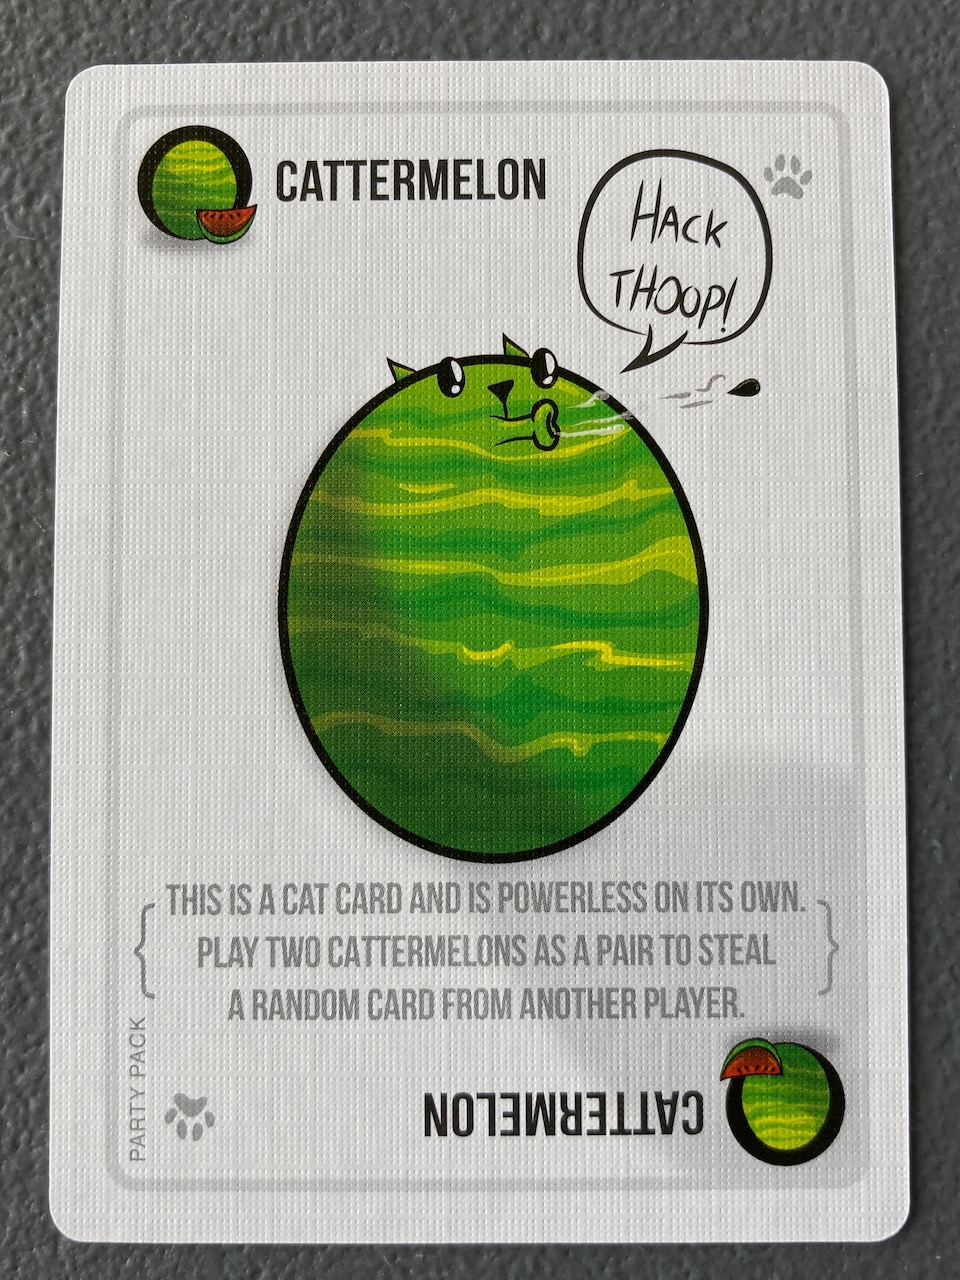 CATTERMELON
HACK
THOOP!
THIS IS A CAT CARD AND IS POWERLESS ON ITS OWN.
PLAY TWO CATTERMELONS AS A PAIR TO STEAL
A RANDOM CARD FROM ANOTHER PLAYER.
PARTY PACK
CATTERMELON